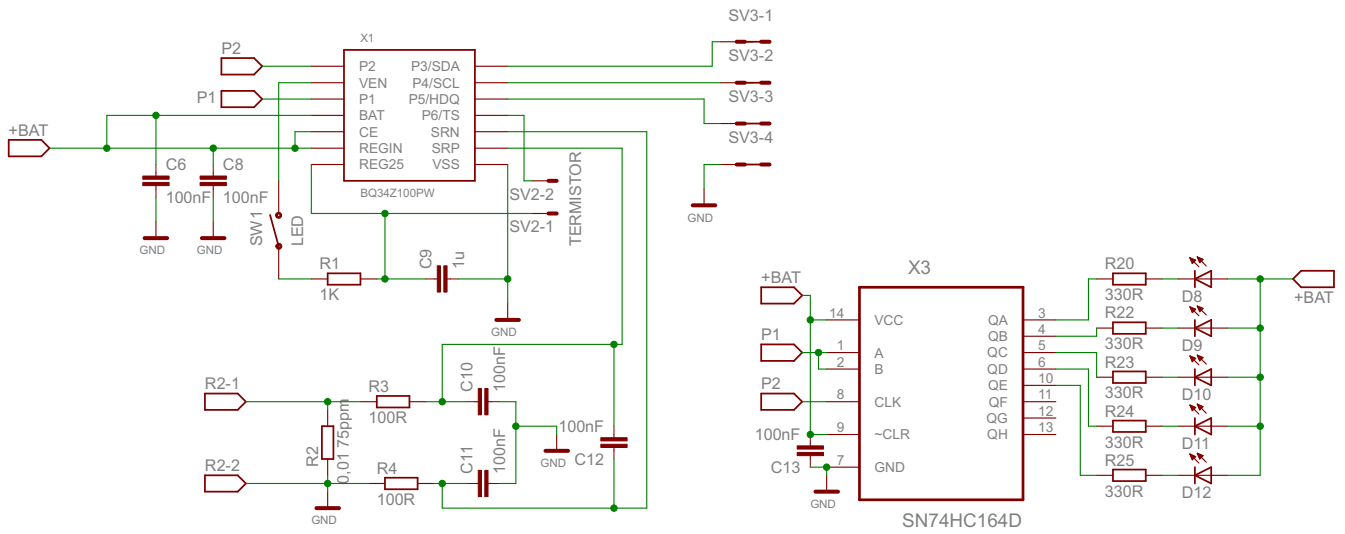 SV3-1
X1
P2
P2
P3/SDA
SV3-2
VEN
P4/SCL
P1
P1
P5/HDQ
SV3-3
BAT
P6/TS
+BAT
CE
SRN
SV3-4
REGIN
SRP
REG25
VSS
C6
C8
100nF
100nF
BQ34Z100PW
SV2-2
TERMISTOR
SV2-1
GND
SW1
LED
GND
GND
R1
1K
C9
1u
GND
X3
+BAT
14
VCC
QA
3
R20
330R
D8
+BAT
QB
4
R22
330R
D9
P1
1
A
QC
5
R23
330R
D10
2
B
QD
6
R24
330R
D11
QE
10
R25
330R
D12
P2
8
CLK
QF
11
QG
12
9
~CLR
QH
13
100nF
C13
7
GND
GND
SN74HC164D
R2-1
R3
100R
C10
100nF
R2
0,01 75ppm
100nF
C12
GND
R2-2
R4
100R
C11
100nF
GND